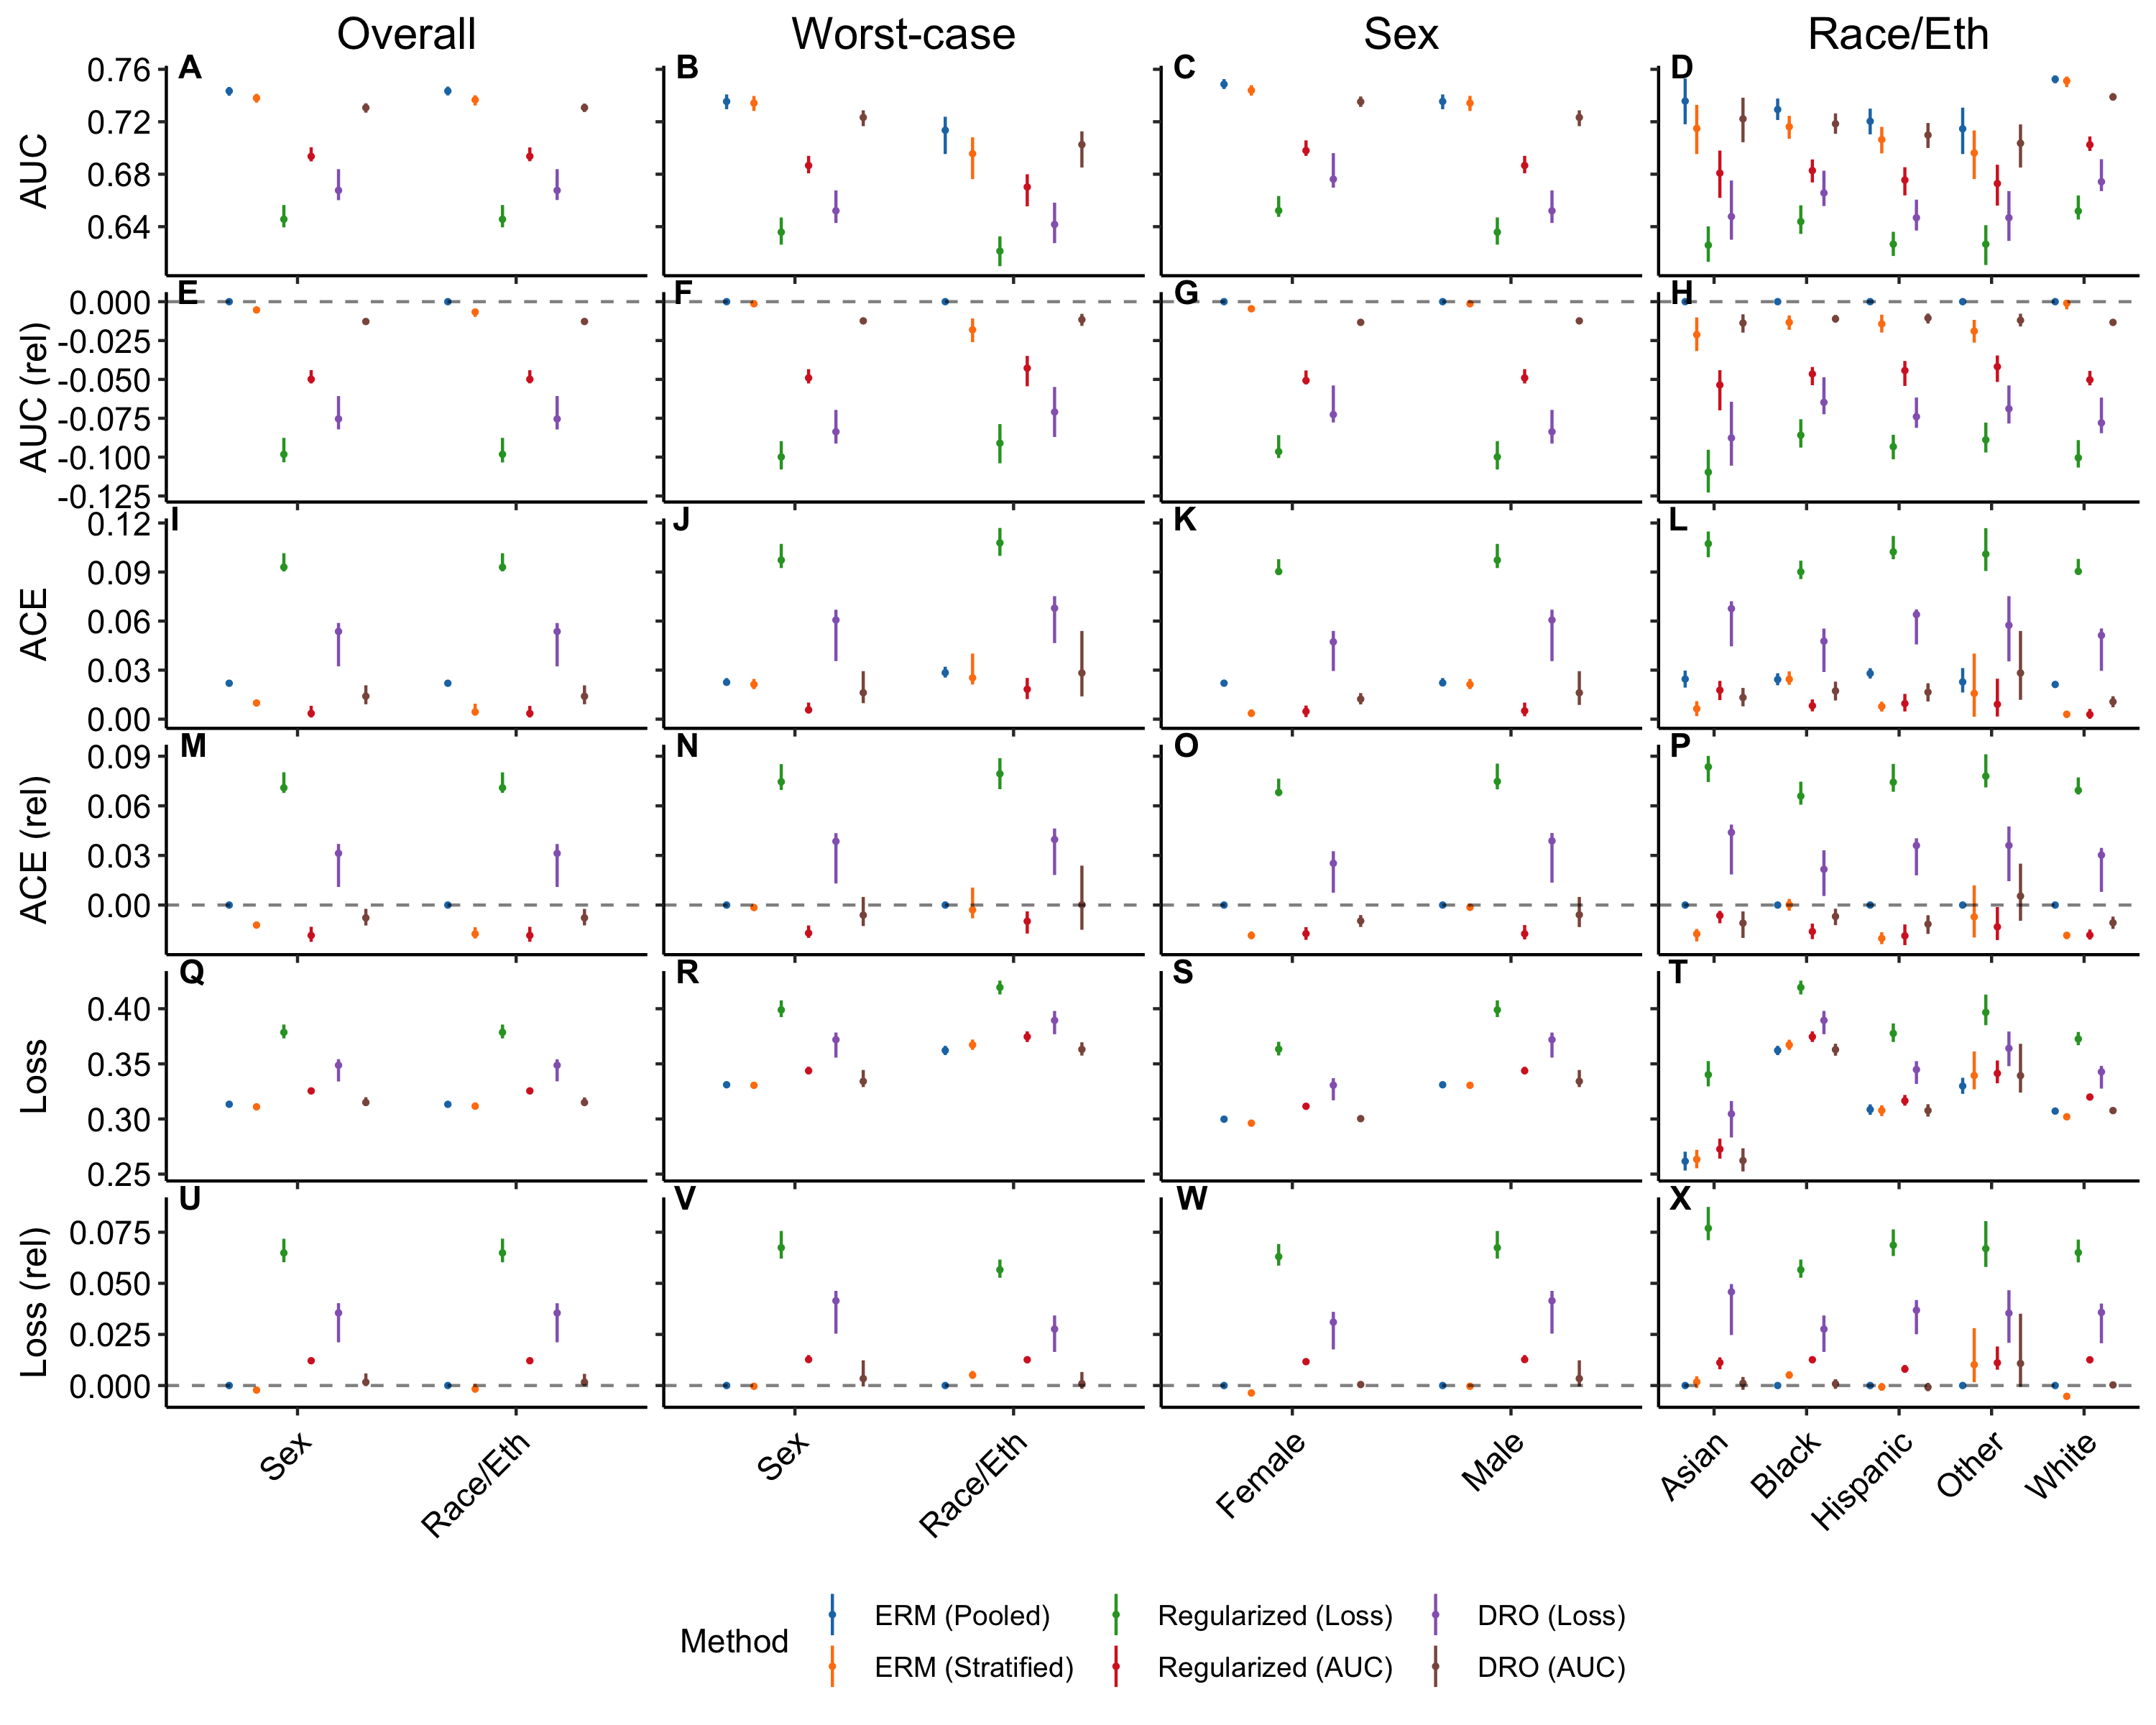 Overall Worst-case Sex Race/Eth
A B C D
AUC
0.76
0.72
0.68
0.64
E F G H
AUC (rel)
0.000
-0.025
-0.050
-0.075
-0.100
-0.125
I J K L
ACE
0.12
0.09
0.06
0.03
0.00
M N O P
ACE (rel)
0.09
0.06
0.03
0.00
Q R S T
Loss
0.40
0.35
0.30
0.25
U V W X
Loss (rel)
0.075
0.050
0.025
0.000
Sex Race/Eth Sex Race/Eth Female Male Asian Black Hispanic Other White
Method
ERM (Pooled) Regularized (Loss) DRO (Loss)
ERM (Stratified) Regularized (AUC) DRO (AUC)